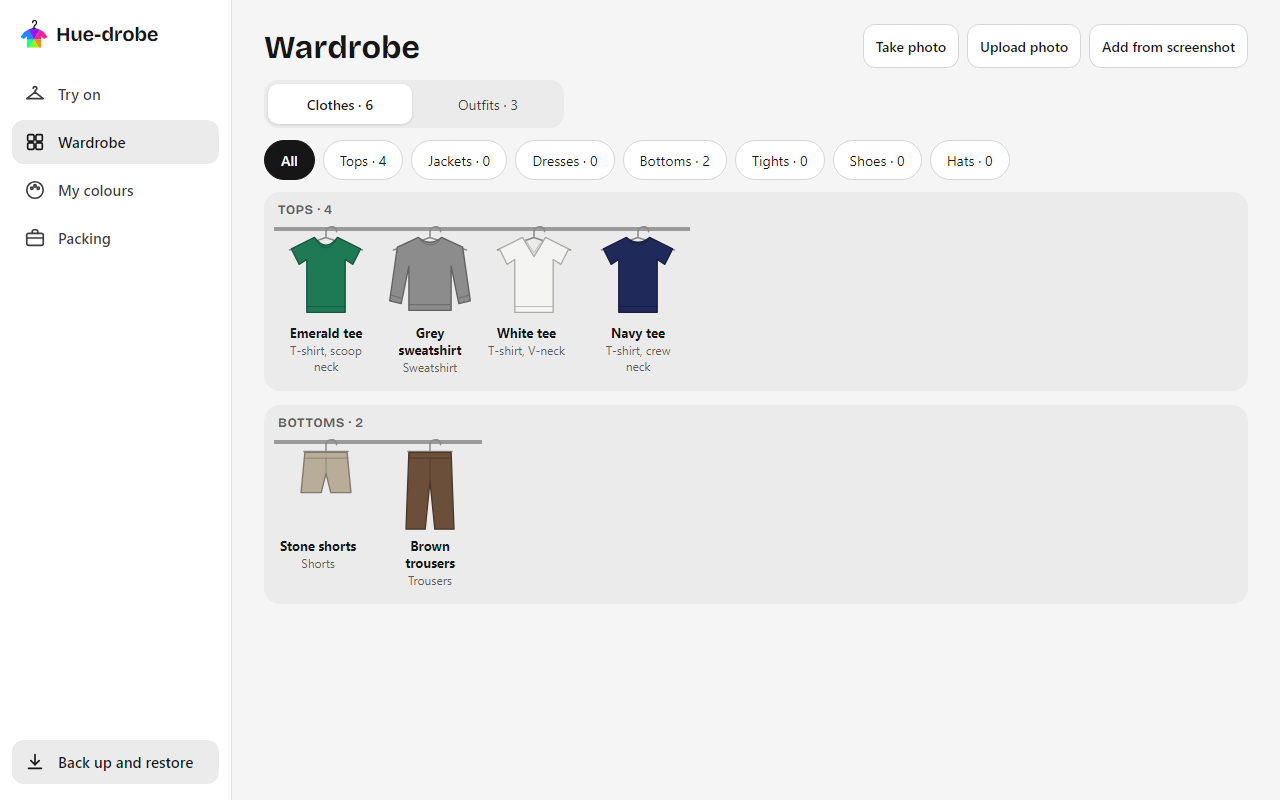 Hue-drobe
Try on
Wardrobe
My colours
Packing
Back up and restore
Wardrobe
Take photo
Upload photo
Add from screenshot
Clothes · 6
Outfits · 3
All
Tops · 4
Jackets · 0
Dresses · 0
Bottoms · 2
Tights · 0
Shoes · 0
Hats · 0
TOPS · 4
Emerald tee
T-shirt, scoop
neck
Grey
sweatshirt
Sweatshirt
White tee
T-shirt, V-neck
Navy tee
T-shirt, crew
neck
BOTTOMS · 2
Stone shorts
Shorts
Brown
trousers
Trousers